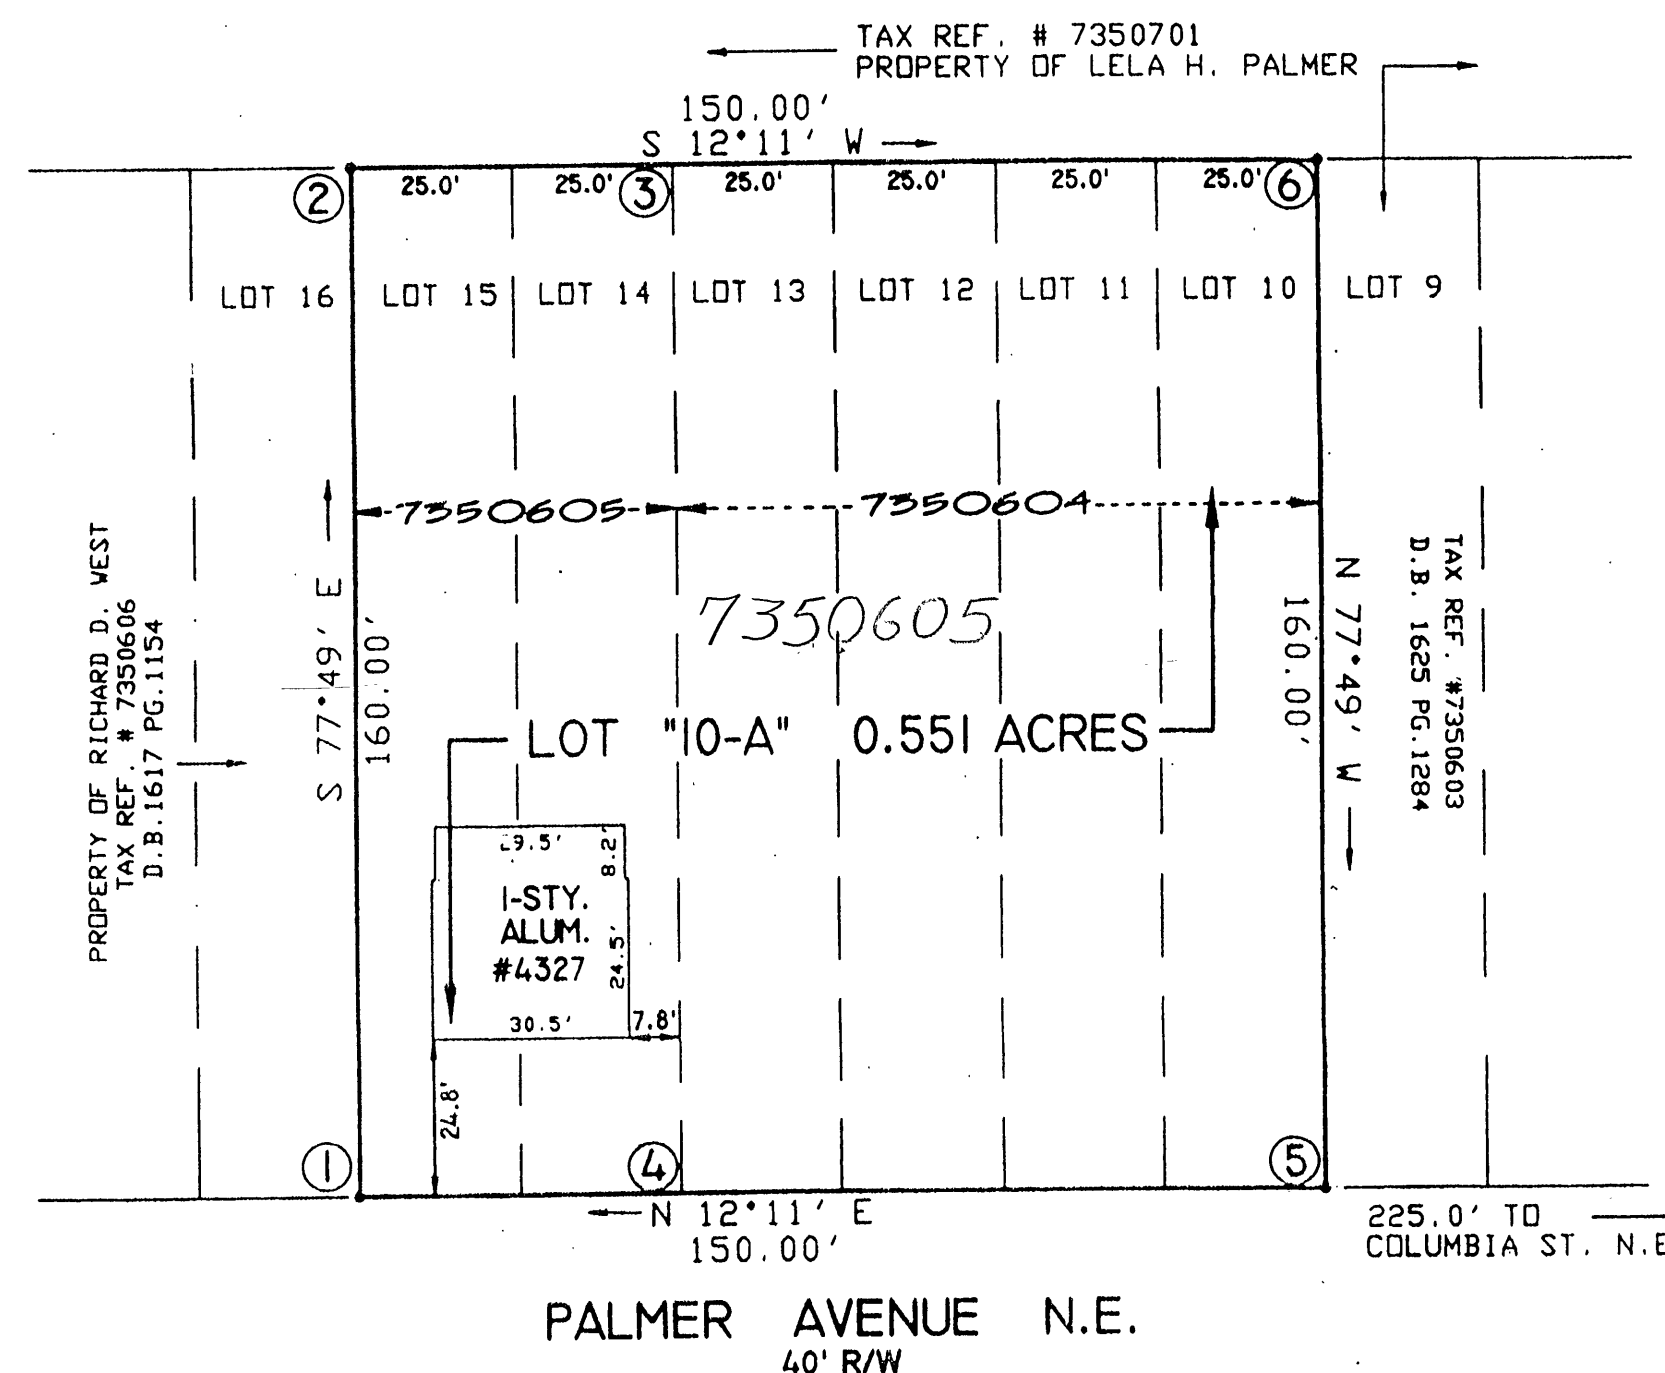 TAX REF. # 7350701
PROPERTY OF LELA H. PALMER
150.00'
S 12°11' W
2
25.0'
25.0'
3
25.0'
25.0'
25.0'
25.0'
6
LOT 16
LOT 15
LOT 14
LOT 13
LOT 12
LOT 11
LOT 10
LOT 9
7350605
7350604
7350605
PROPERTY OF RICHARD D. WEST
TAX REF. # 7350606
D.B.1617 PG.1154
S 77°49' E
160.00'
N 77°49' W
160.00'
TAX REF. #7350603
D.B. 1625 PG.1284
LOT "10-A" 0.551 ACRES
29.5'
8.2'
1-STY.
ALUM.
#4327
24.5'
30.5'
7.8'
24.8'
1
4
5
N 12°11' E
150.00'
225.0' TO
COLUMBIA ST. N.E
PALMER AVENUE N.E.
40' R/W